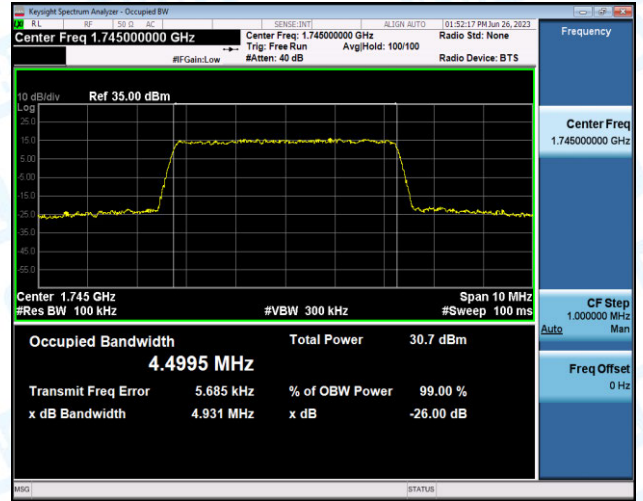 Keysight Spectrum Analyzer - Occupied BW
LXI RL RF 50 Ω AC SENSE:INT ALIGN AUTO 01:52:17 PM Jun 26, 2023
Center Freq 1.745000000 GHz
Center Freq: 1.745000000 GHz
Radio Std: None
Trig: Free Run Avg|Hold: 100/100
#IFGain:Low #Atten: 40 dB Radio Device: BTS
Frequency
10 dB/div Ref 35.00 dBm
Log
25.0
15.0
5.00
-5.00
-15.0
-25.0
-35.0
-45.0
-55.0
Center 1.745 GHz Span 10 MHz
#Res BW 100 kHz #VBW 300 kHz #Sweep 100 ms
Occupied Bandwidth Total Power 30.7 dBm
4.4995 MHz
Transmit Freq Error 5.685 kHz % of OBW Power 99.00 %
x dB Bandwidth 4.931 MHz x dB -26.00 dB
Center Freq
1.745000000 GHz
CF Step
1.000000 MHz
Auto Man
Freq Offset
0 Hz
MSG STATUS